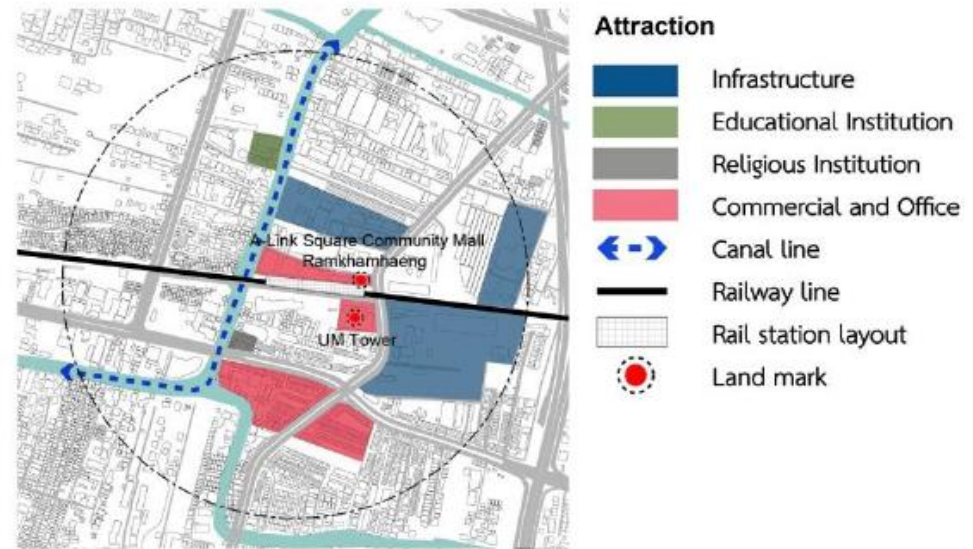 Attraction
Infrastructure
Educational Institution
Religious Institution
Commercial and Office
Canal line
Railway line
Rail station layout
Land mark
A-Link Square Community Mall
Ramkhamhaeng
UM Tower